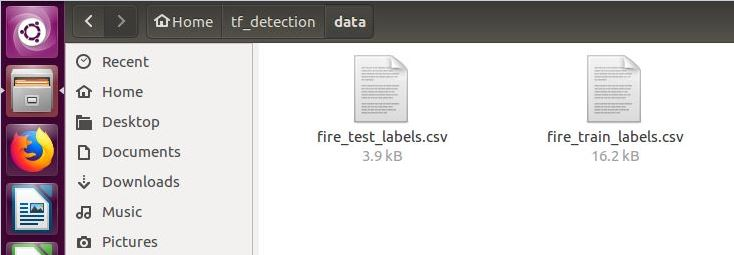 Home tf_detection data
Recent
Home
Desktop
Documents
Downloads
Music
Pictures
fire_test_labels.csv
3.9 kB
fire_train_labels.csv
16.2 kB